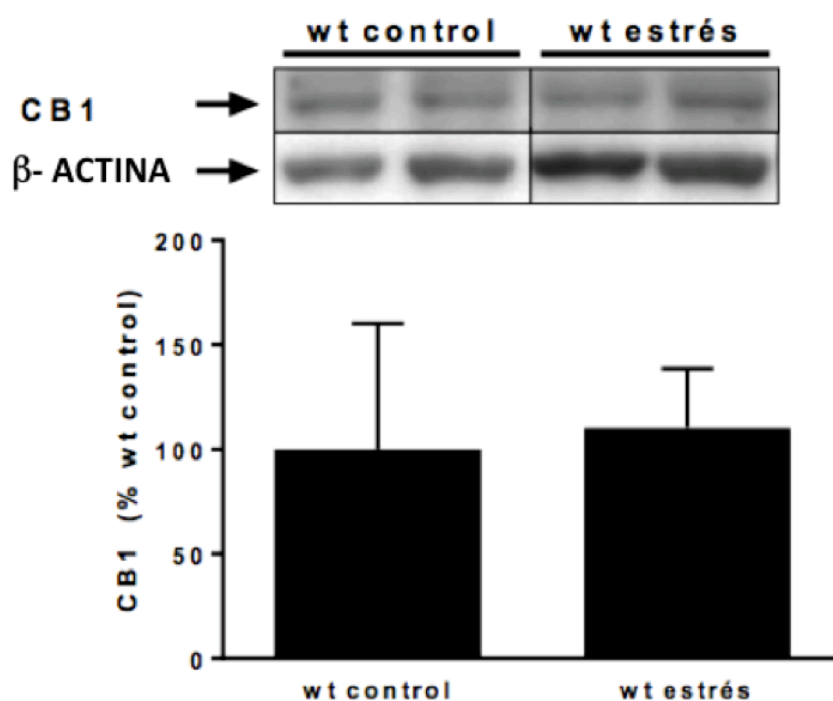 wt control
wt estrés
CB1
β- ACTINA
200
150
100
50
0
CB1 (% wt control)
wt control
wt estrés